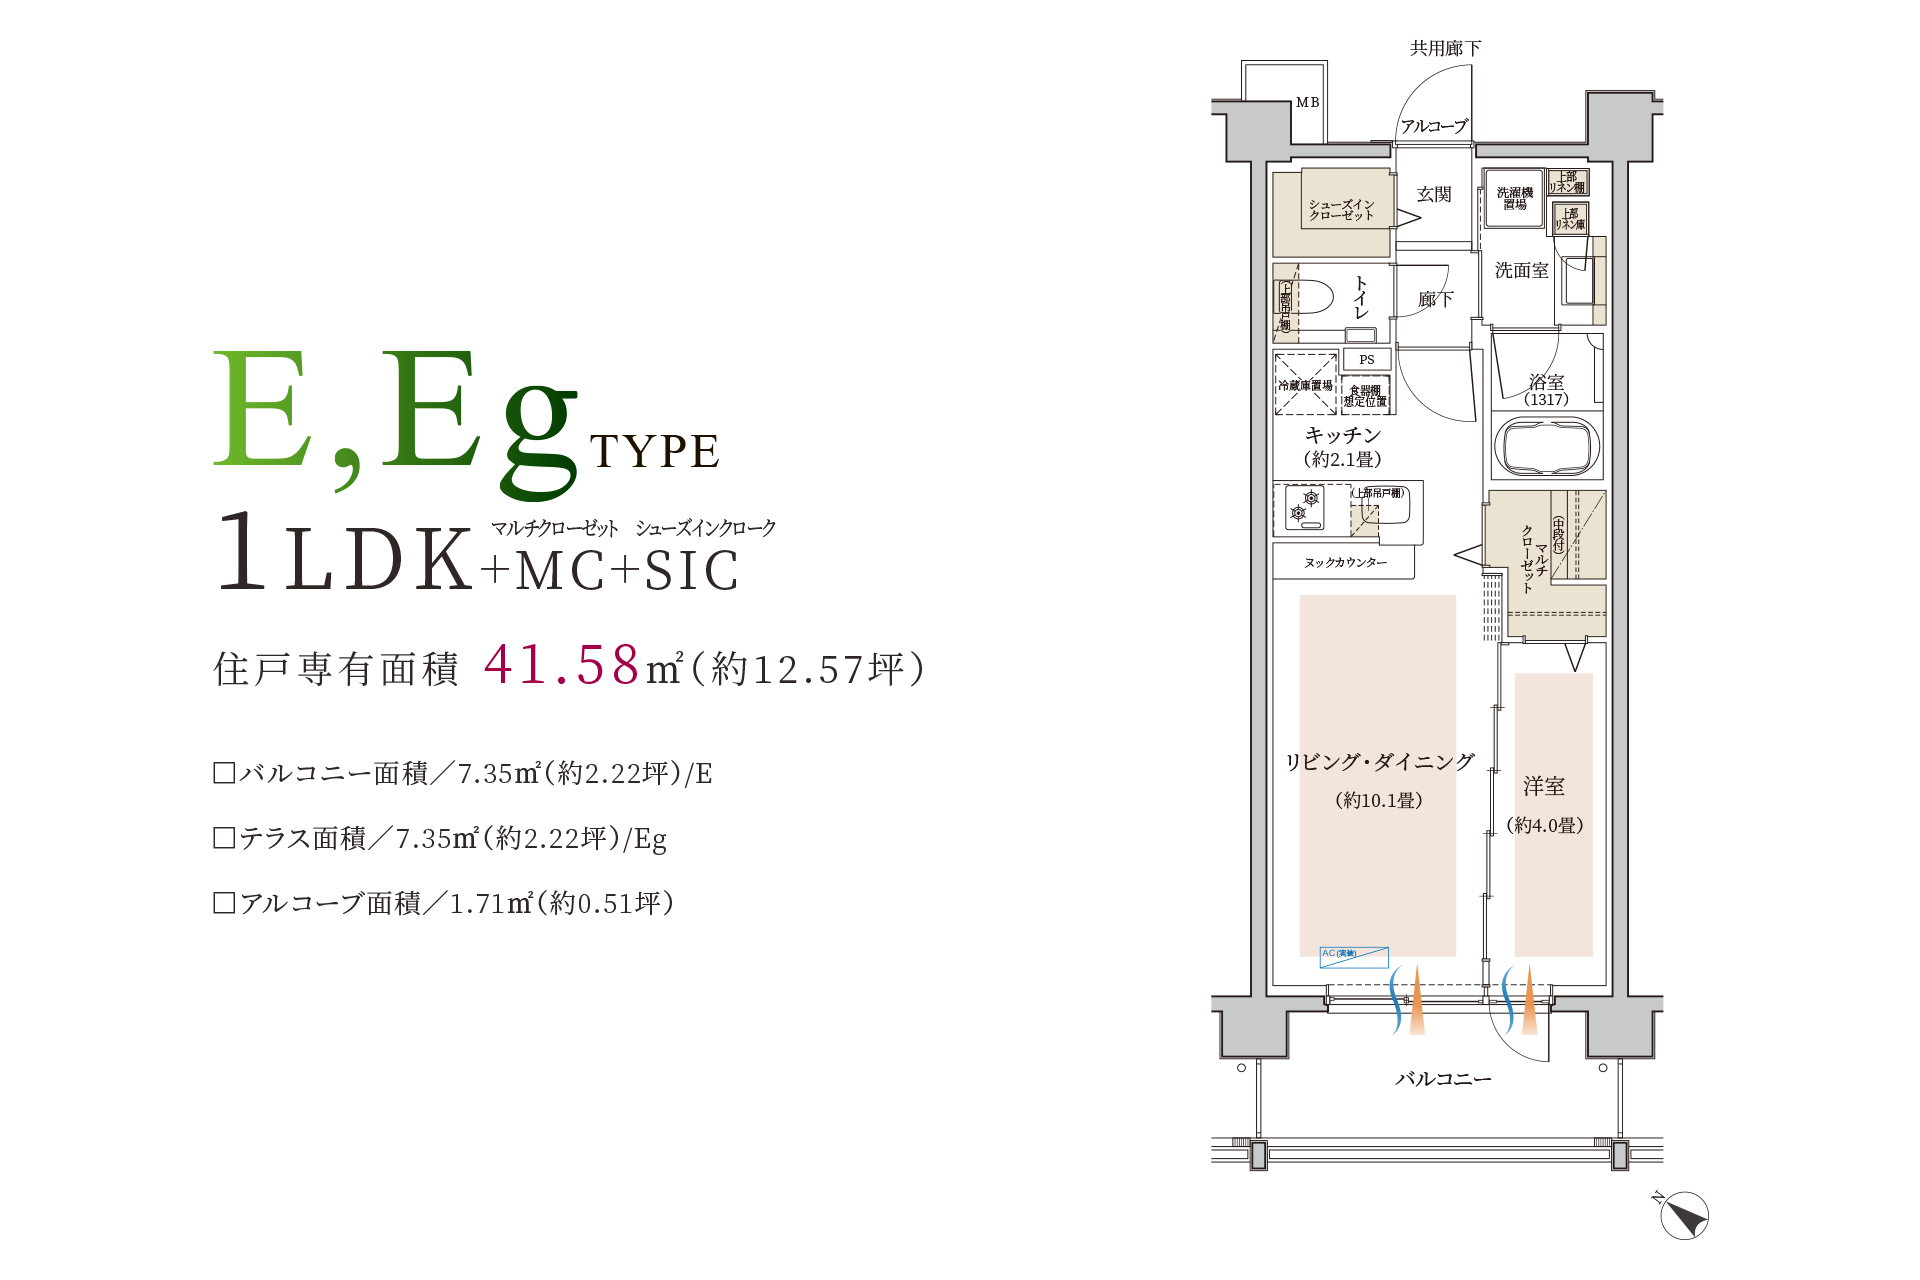 E,Eg TYPE
マルチクローゼット シューズインクローク
1LDK+MC+SIC
住戸専有面積 41.58㎡(約12.57坪)
□バルコニー面積／7.35㎡(約2.22坪)/E
□テラス面積／7.35㎡(約2.22坪)/Eg
□アルコーブ面積／1.71㎡(約0.51坪)
共用廊下
MB
アルコーブ
シューズイン
クローゼット
玄関
洗濯機
置場
上部
リネン棚
上部
リネン庫
洗面室
(上部吊戸棚)
トイレ
廊下
PS
冷蔵庫置場
食器棚
想定位置
浴室
(1317)
キッチン
(約2.1畳)
(上部吊戸棚)
ヌックカウンター
マルチ
クローゼット
(中段付)
リビング・ダイニング
(約10.1畳)
洋室
(約4.0畳)
AC(実装)
バルコニー
N